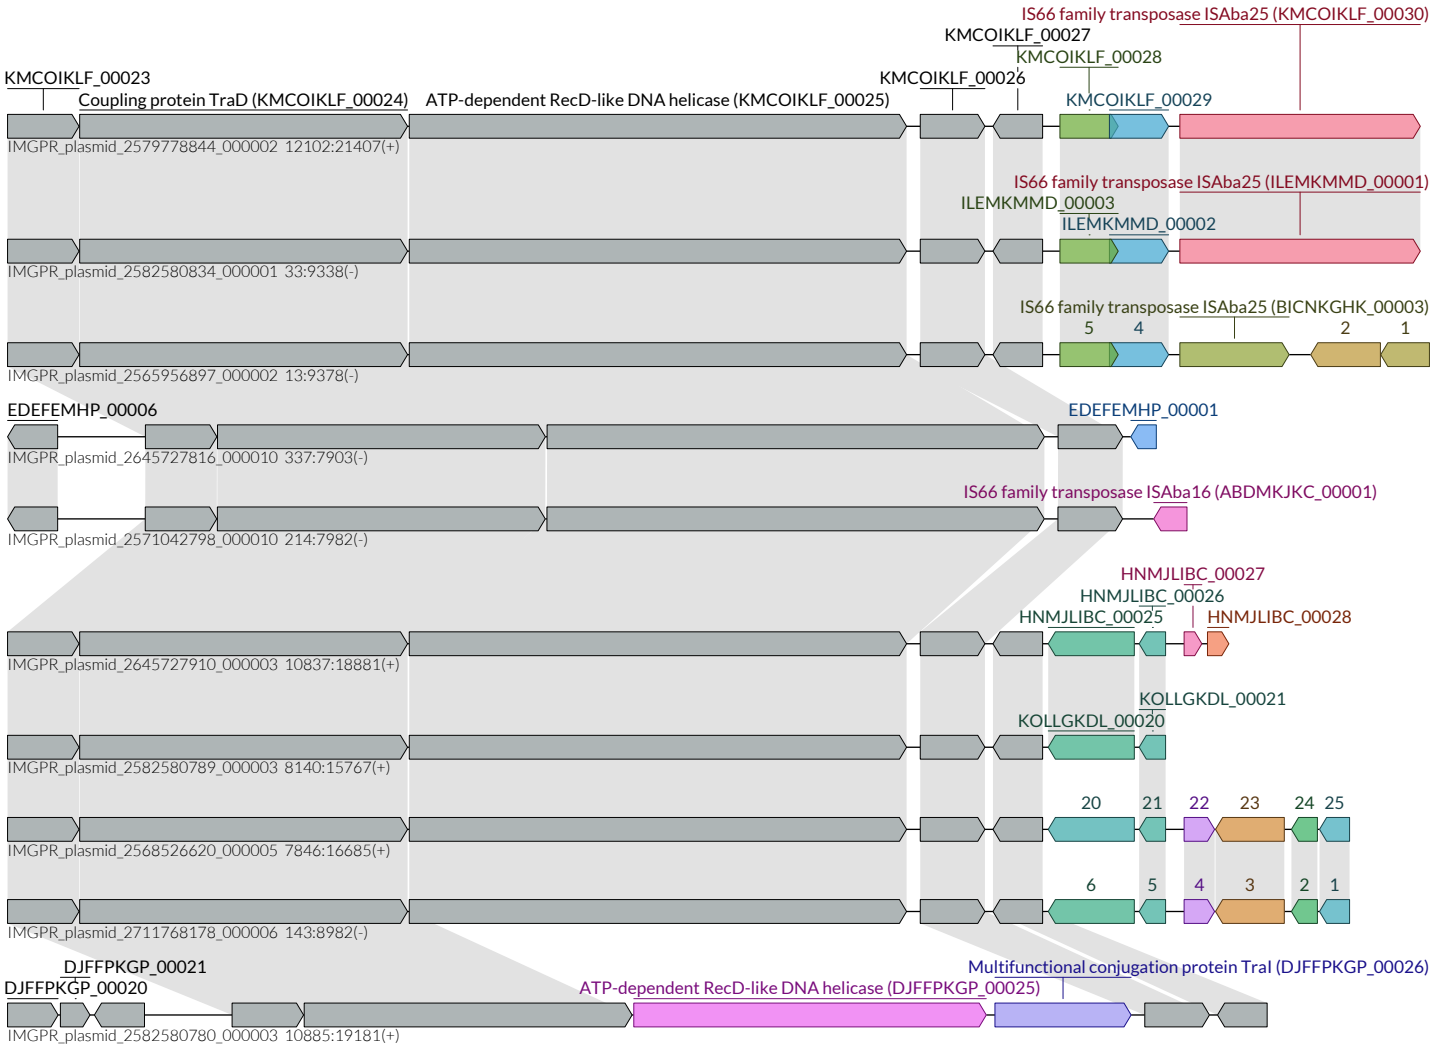 IS66 family transposase ISAba25 (KMCOIKLF_00030)
KMCOIKLF_00027
KMCOIKLF_00028
KMCOIKLF_00023
KMCOIKLF_00026
Coupling protein TraD (KMCOIKLF_00024)
ATP-dependent RecD-like DNA helicase (KMCOIKLF_00025)
KMCOIKLF_00029
IMGPR_plasmid_2579778844_000002 12102:21407(+)
IS66 family transposase ISAba25 (ILEMKMMD_00001)
ILEMKMMD_00003
ILEMKMMD_00002
IMGPR_plasmid_2582580834_000001 33:9338(-)
IS66 family transposase ISAba25 (BICNKGHK_00003)
5 4 2 1
IMGPR_plasmid_2565956897_000002 13:9378(-)
EDEFEMHP_00006
EDEFEMHP_00001
IMGPR_plasmid_2645727816_000010 337:7903(-)
IS66 family transposase ISAba16 (ABDMKJKC_00001)
IMGPR_plasmid_2571042798_000010 214:7982(-)
HNMJLIBC_00027
HNMJLIBC_00026
HNMJLIBC_00025
HNMJLIBC_00028
IMGPR_plasmid_2645727910_000003 10837:18881(+)
KOLLGKDL_00021
KOLLGKDL_00020
IMGPR_plasmid_2582580789_000003 8140:15767(+)
20 21 22 23 24 25
IMGPR_plasmid_2568526620_000005 7846:16685(+)
6 5 4 3 2 1
IMGPR_plasmid_2711768178_000006 143:8982(-)
DJFFPKGP_00021
Multifunctional conjugation protein TraI (DJFFPKGP_00026)
DJFFPKGP_00020
ATP-dependent RecD-like DNA helicase (DJFFPKGP_00025)
IMGPR_plasmid_2582580780_000003 10885:19181(+)